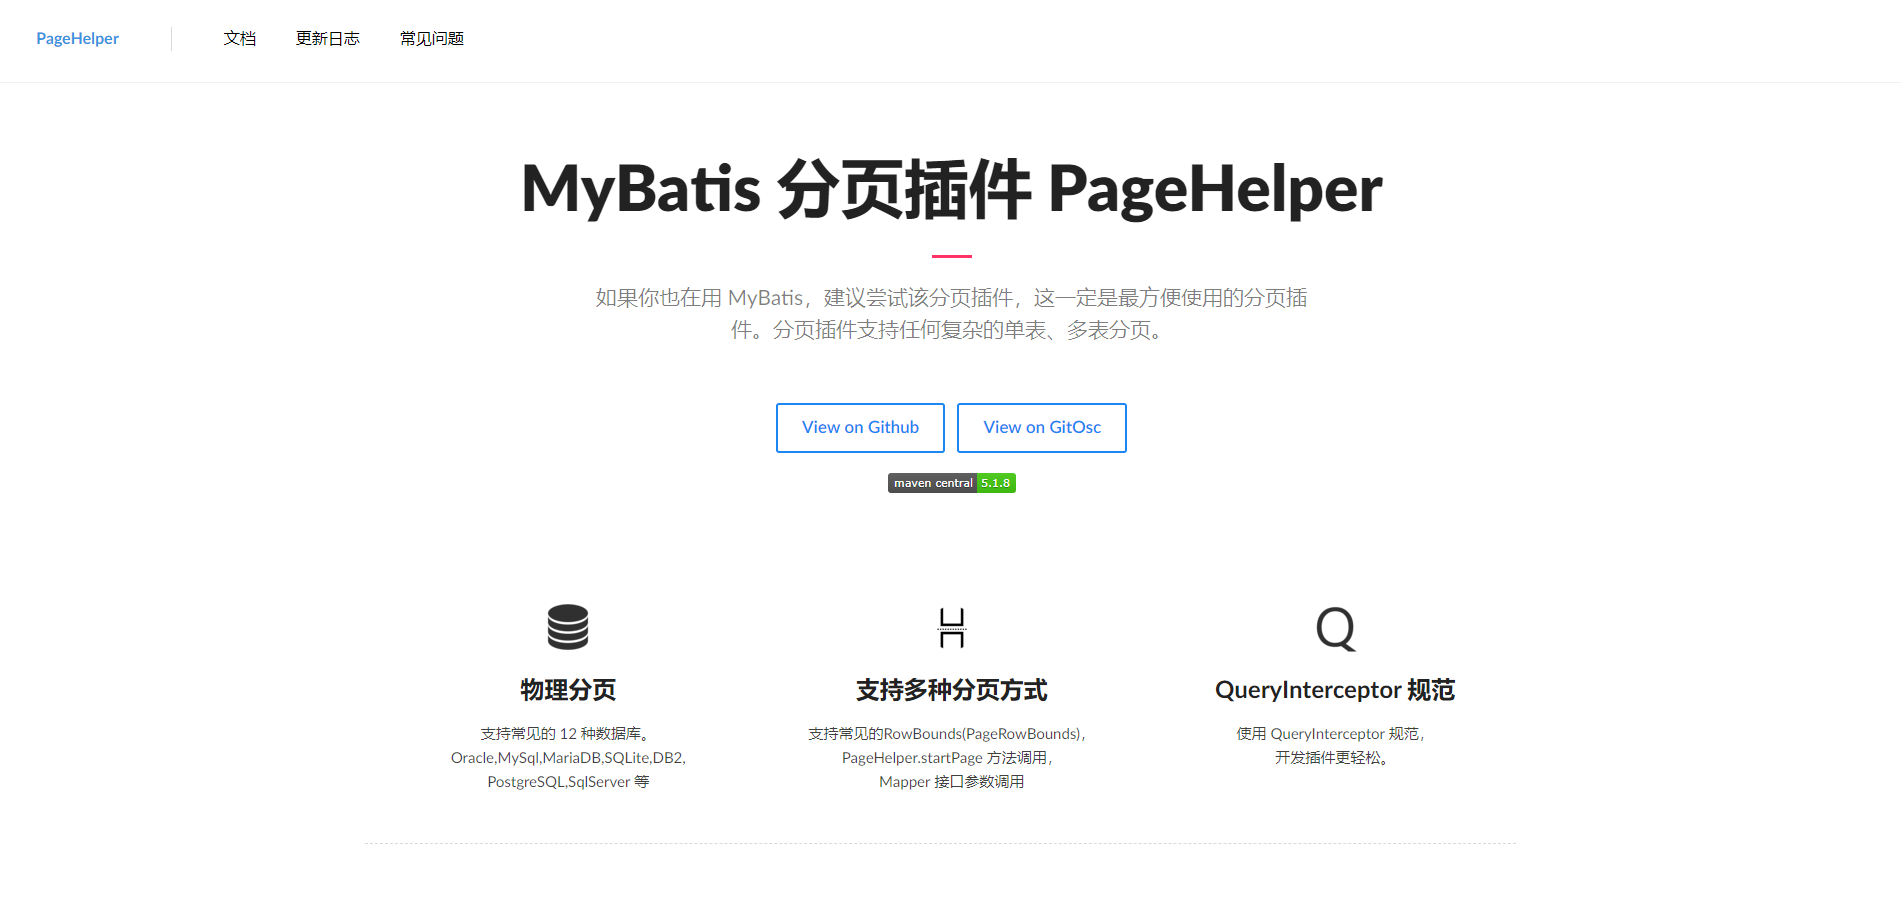 PageHelper
文档
更新日志
常见问题
MyBatis 分页插件 PageHelper
如果你也在用 MyBatis，建议尝试该分页插件，这一定是最方便使用的分页插
件。分页插件支持任何复杂的单表、多表分页。
View on Github
View on GitOsc
maven central 5.1.8
物理分页
支持常见的 12 种数据库。
Oracle,MySql,MariaDB,SQLite,DB2,
PostgreSQL,SqlServer 等
支持多种分页方式
支持常见的RowBounds(PageRowBounds)，
PageHelper.startPage 方法调用，
Mapper 接口参数调用
QueryInterceptor 规范
使用 QueryInterceptor 规范，
开发插件更轻松。